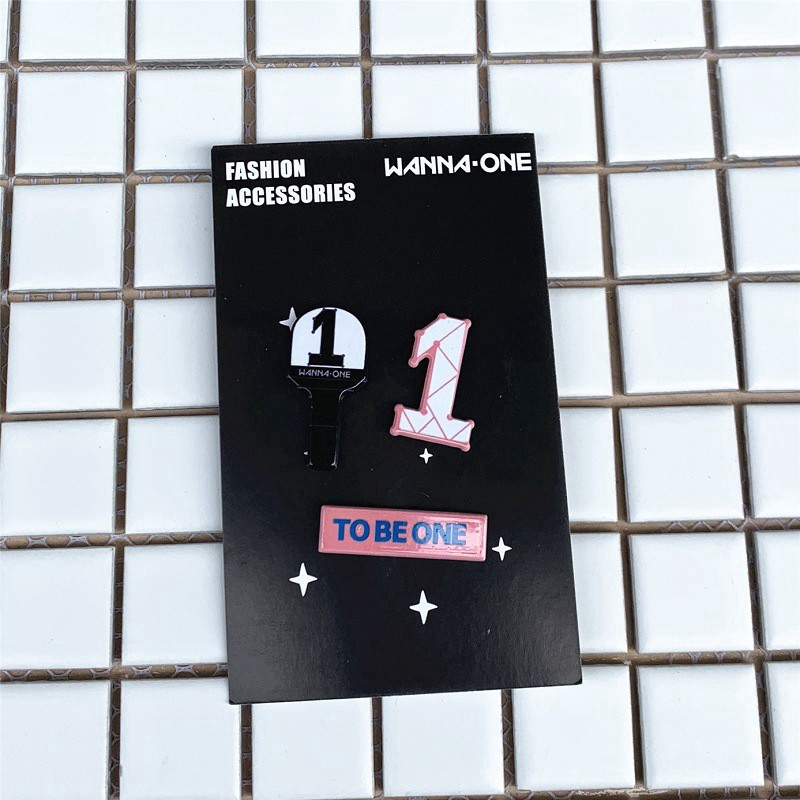 FASHION
ACCESSORIES
WANNA·ONE
1
WANNA·ONE
1
TO BE ONE